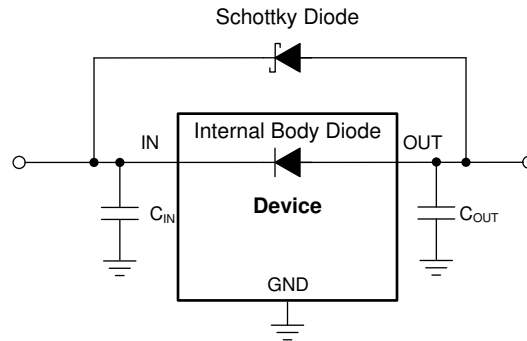 Schottky Diode
Internal Body Diode
IN
OUT
Device
C_IN
C_OUT
GND